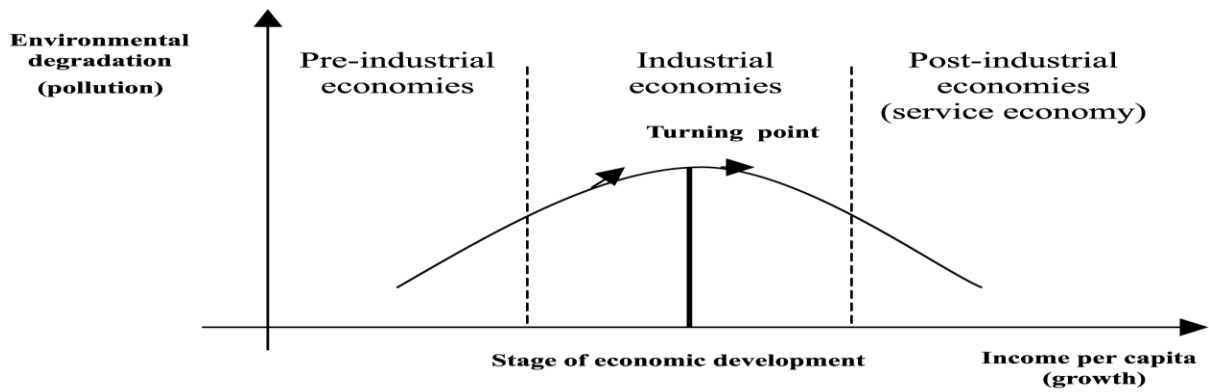 Environmental
degradation
(pollution)
Pre-industrial
economies
Industrial
economies
Post-industrial
economies
(service economy)
Turning point
Stage of economic development
Income per capita
(growth)